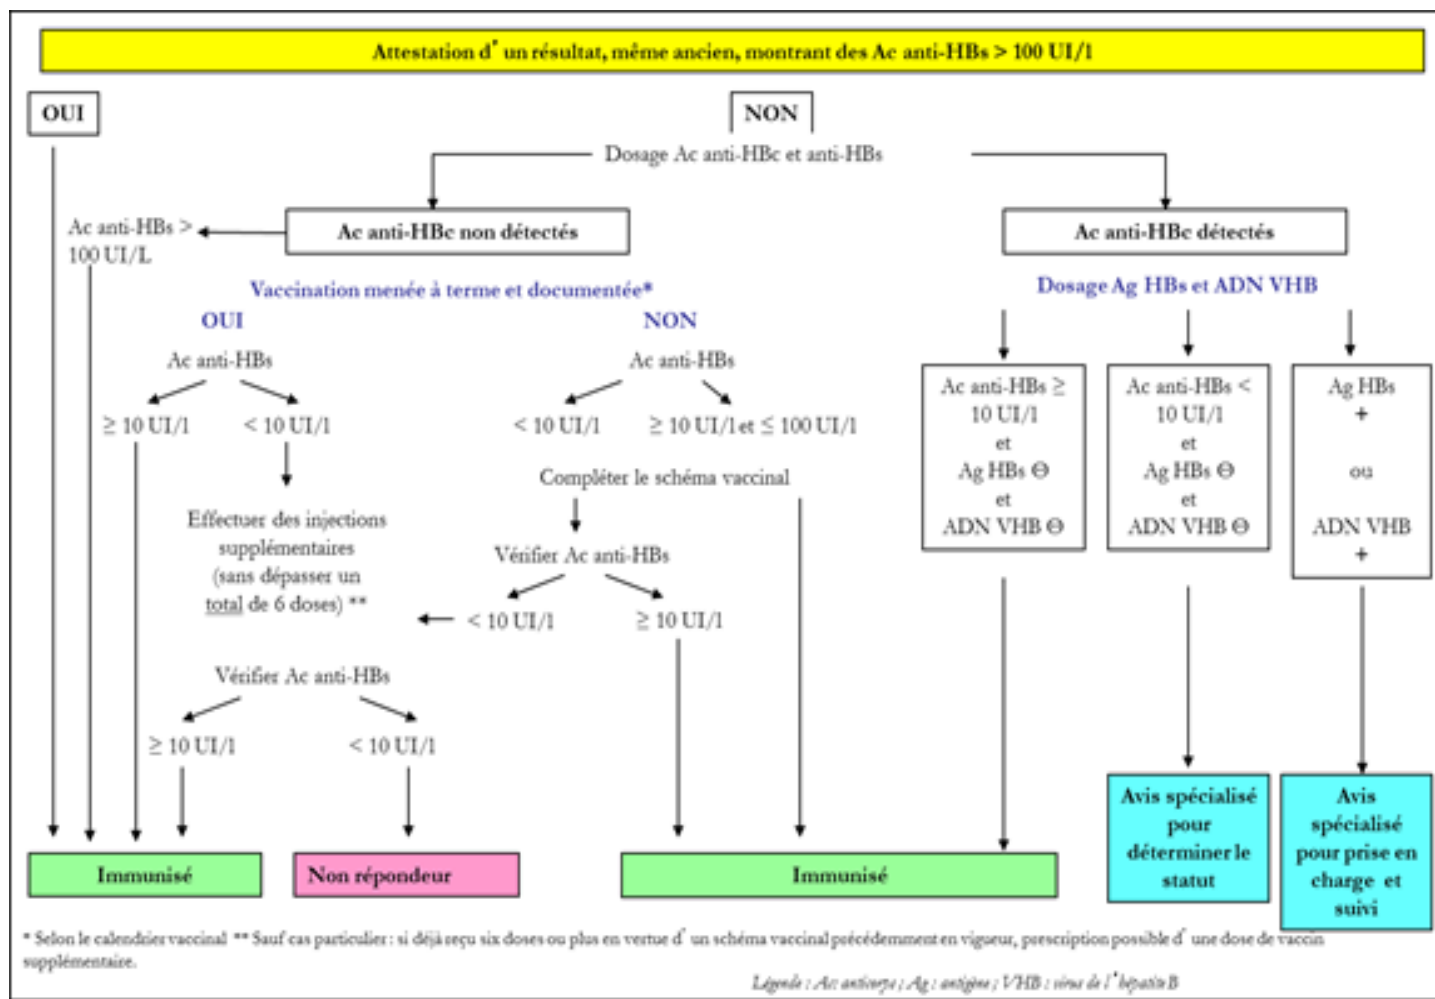 Attestation d' un résultat, même ancien, montrant des Ac anti-HBs > 100 UI/l
OUI
NON
Dosage Ac anti-HBc et anti-HBs
Ac anti-HBs >
100 UI/L
Ac anti-HBc non détectés
Ac anti-HBc détectés
Vaccination menée à terme et documentée*
Dosage Ag HBs et ADN VHB
OUI
NON
Ac anti-HBs
Ac anti-HBs
≥ 10 UI/l
< 10 UI/l
< 10 UI/l
≥ 10 UI/l et ≤ 100 UI/l
Ac anti-HBs ≥
10 UI/l
et
Ag HBs ⊖
et
ADN VHB ⊖
Ac anti-HBs <
10 UI/l
et
Ag HBs ⊖
et
ADN VHB ⊖
Ag HBs
+
ou
ADN VHB
+
Compléter le schéma vaccinal
Effectuer des injections
supplémentaires
(sans dépasser un
total de 6 doses) **
Vérifier Ac anti-HBs
< 10 UI/l
≥ 10 UI/l
Vérifier Ac anti-HBs
≥ 10 UI/l
< 10 UI/l
Immunisé
Non répondeur
Immunisé
Avis spécialisé
pour
déterminer le
statut
Avis
spécialisé
pour prise en
charge et
suivi
* Selon le calendrier vaccinal ** Sauf cas particulier : si déjà reçu six doses ou plus en vertu d' un schéma vaccinal précédemment en vigueur, prescription possible d' une dose de vaccin
supplémentaire.
Légende : Ac: anticorps ; Ag : antigène ; VHB : virus de l'hépatite B